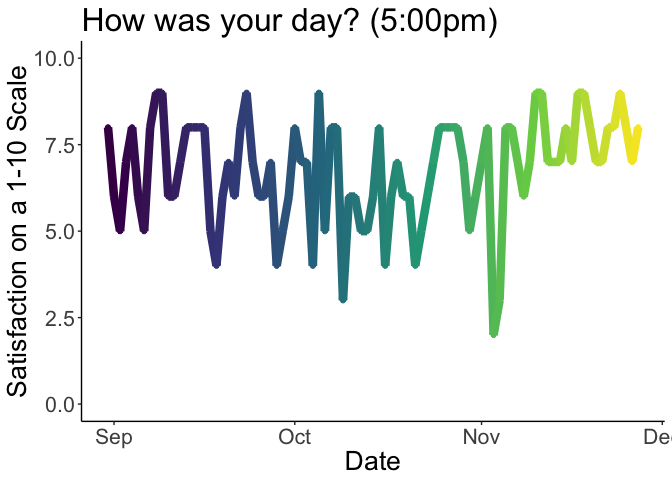 How was your day? (5:00pm)
Satisfaction on a 1-10 Scale
10.0
7.5
5.0
2.5
0.0
Sep Oct Nov De
Date